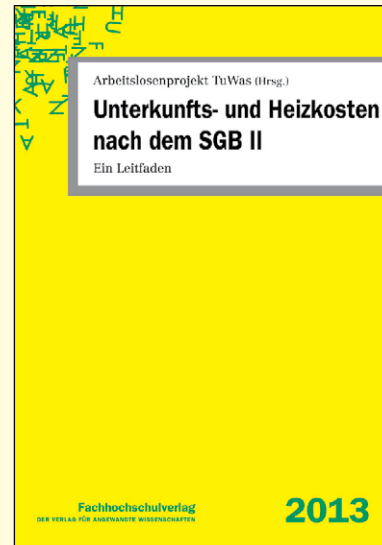 Arbeitslosenprojekt TuWas (Hrsg.)
Unterkunfts- und Heizkosten
nach dem SGB II
Ein Leitfaden
Fachhochschulverlag
DER VERLAG FÜR ANGEWANDTE WISSENSCHAFTEN
2013